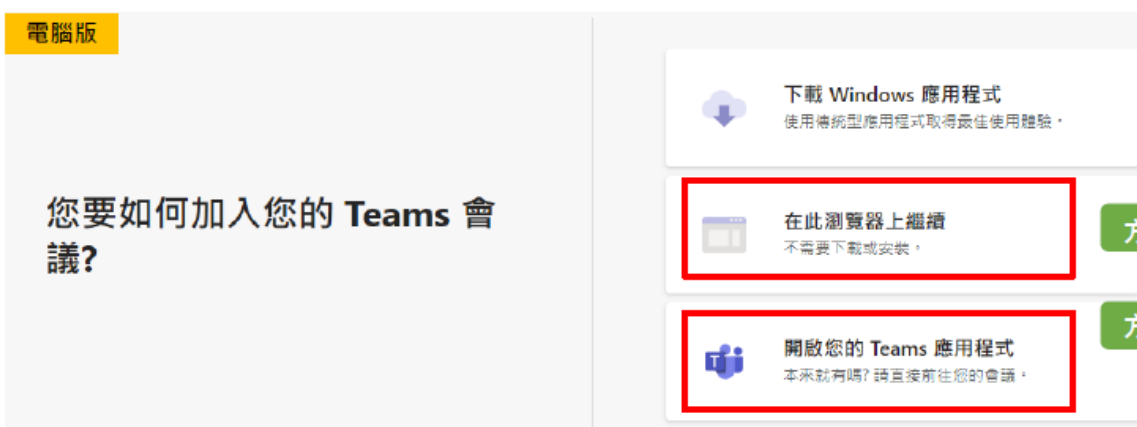 電腦版
您要如何加入您的 Teams 會
議?
下載 Windows 應用程式
使用傳統型應用程式取得最佳使用體驗。
在此瀏覽器上繼續
不需要下載或安裝。
方
開啟您的 Teams 應用程式
本來就有嗎? 請直接前往您的會議。
方